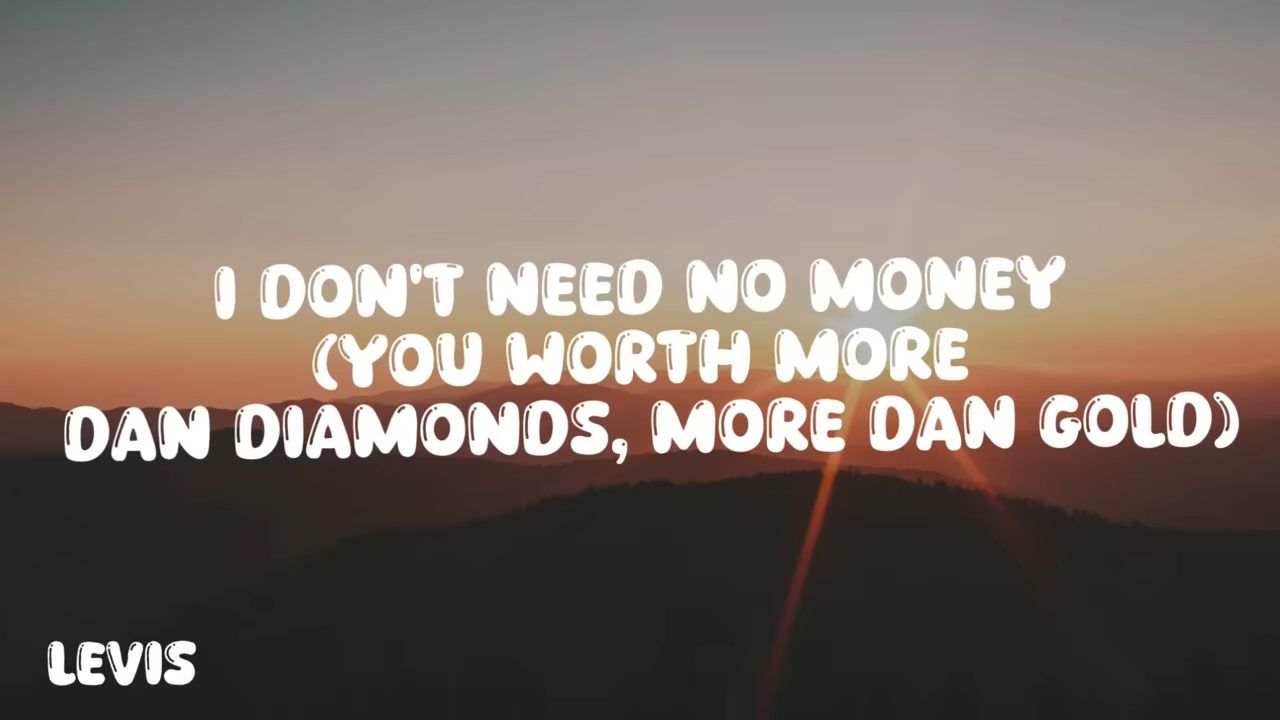 I DON'T NEED NO MONEY
(YOU WORTH MORE
DAN DIAMONDS, MORE DAN GOLD)
LEVIS